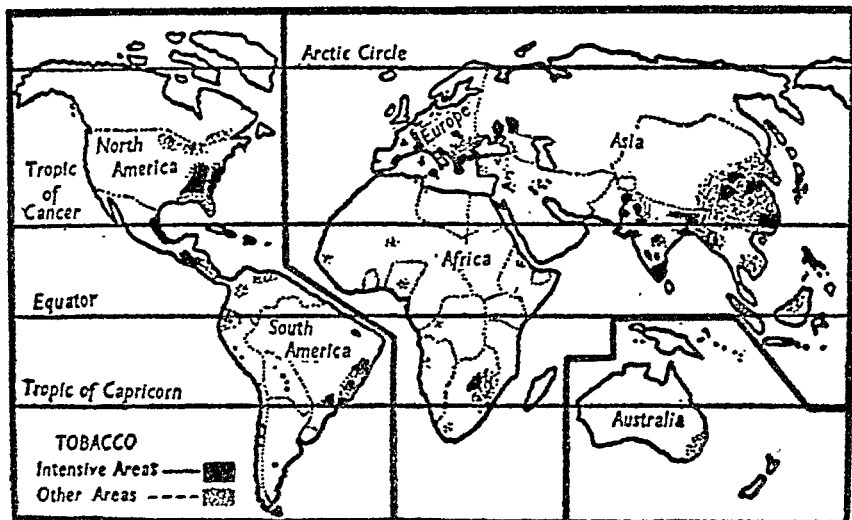 Arctic Circle
Europe
Asia
North
America
Tropic
of
Cancer
Africa
Equator
South
America
Tropic of Capricorn
Australia
TOBACCO
Intensive Areas
Other Areas